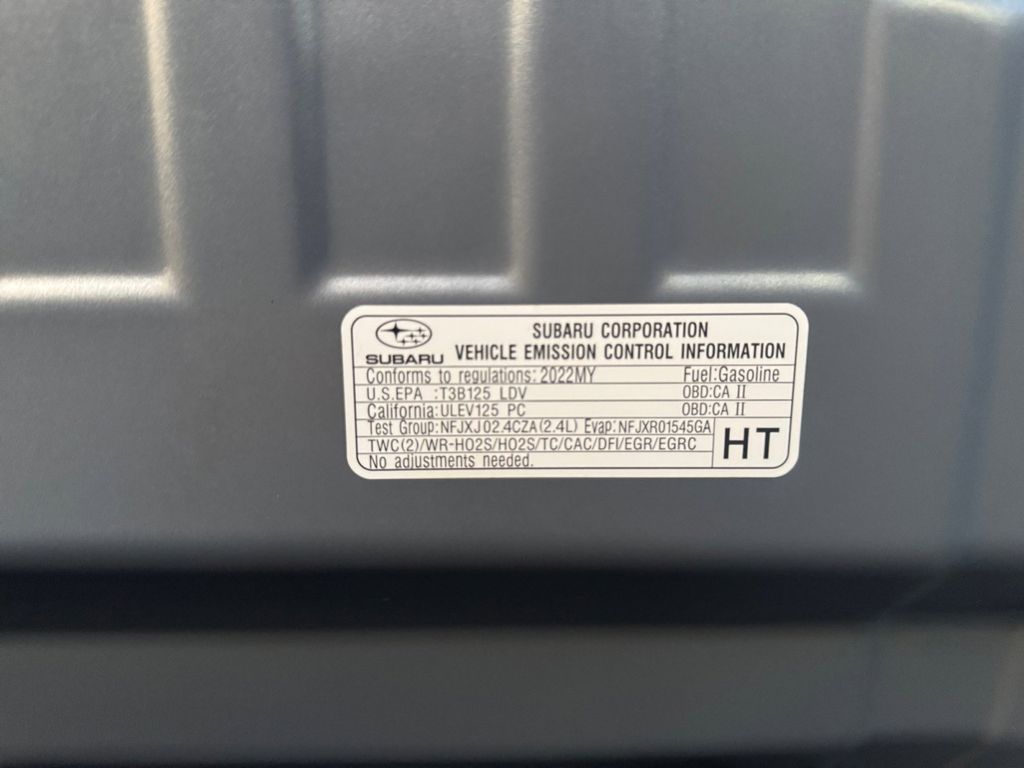 SUBARU CORPORATION
SUBARU VEHICLE EMISSION CONTROL INFORMATION
Conforms to regulations: 2022MY Fuel:Gasoline
U.S.EPA :T3B125 LDV OBD:CA II
California:ULEV125 PC OBD:CA II
Test Group:NFJXJ02.4CZA(2.4L) Evap:NFJXR01545GA
TWC(2)/WR-HO2S/HO2S/TC/CAC/DFI/EGR/EGRC HT
No adjustments needed.